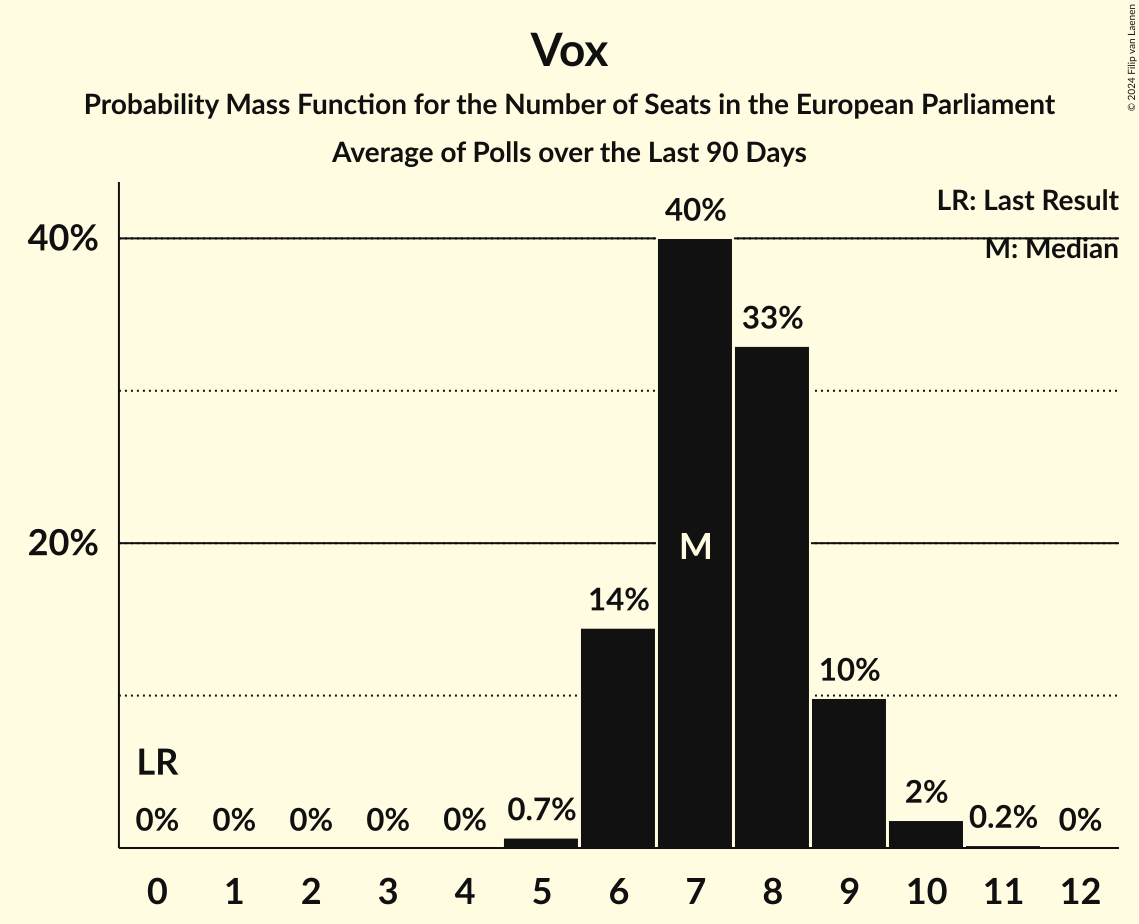 Vox
Probability Mass Function for the Number of Seats in the European Parliament
Average of Polls over the Last 90 Days
© 2024 Filip van Laenen
LR: Last Result
M: Median
40%
20%
40%
33%
14%
10%
2%
0.7%
0.2%
M
LR
0% 0% 0% 0% 0% 0%
0 1 2 3 4 5 6 7 8 9 10 11 12